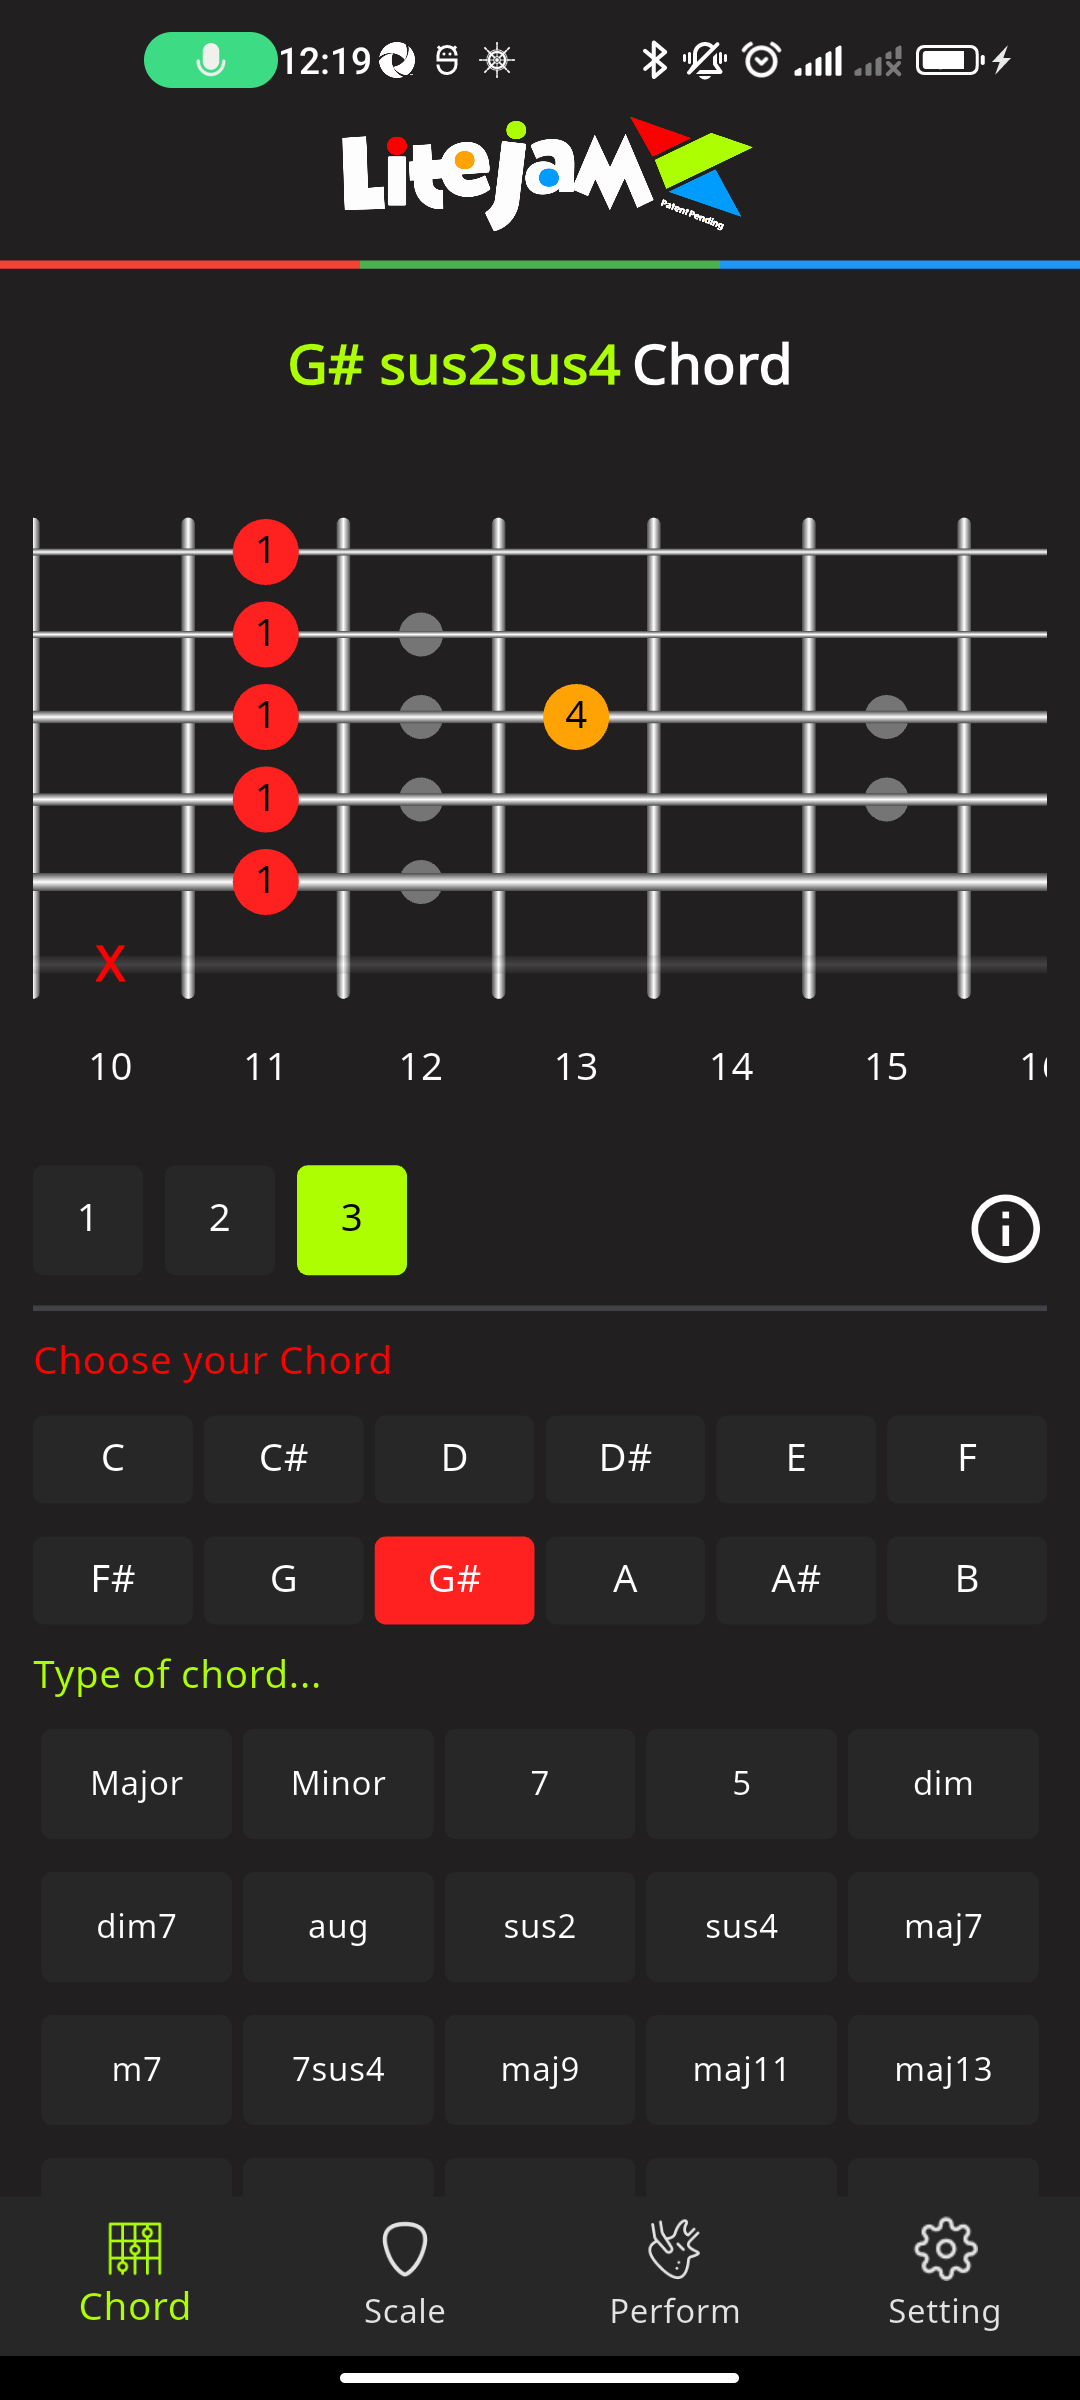 12:19
LiteJam
Patent Pending
G# sus2sus4 Chord
1
1
1 4
1
1
X
10 11 12 13 14 15
1 2 3
Choose your Chord
C C# D D# E F
F# G G# A A# B
Type of chord...
Major Minor 7 5 dim
dim7 aug sus2 sus4 maj7
m7 7sus4 maj9 maj11 maj13
Chord Scale Perform Setting